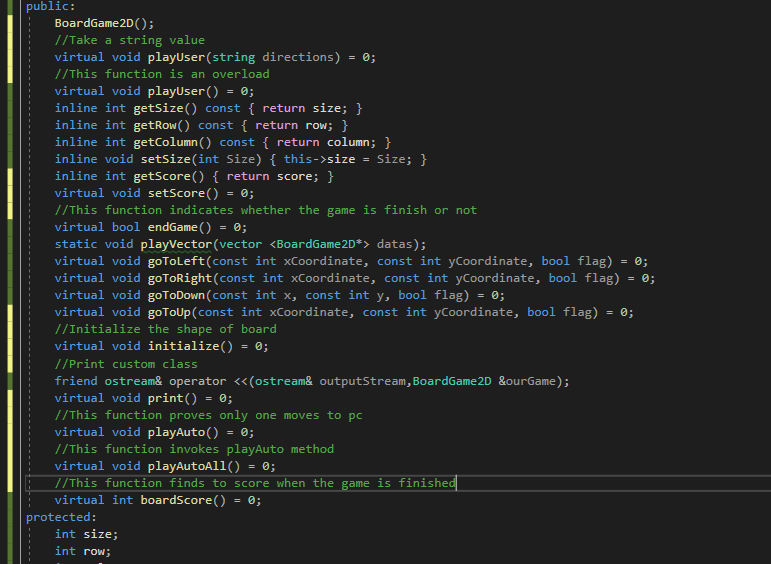 public:
BoardGame2D();
//Take a string value
virtual void playUser(string directions) = 0;
//This function is an overload
virtual void playUser() = 0;
inline int getSize() const { return size; }
inline int getRow() const { return row; }
inline int getColumn() const { return column; }
inline void setSize(int Size) { this->size = Size; }
inline int getScore() { return score; }
virtual void setScore() = 0;
//This function indicates whether the game is finish or not
virtual bool endGame() = 0;
static void playVector(vector <BoardGame2D*> datas);
virtual void goToLeft(const int xCoordinate, const int yCoordinate, bool flag) = 0;
virtual void goToRight(const int xCoordinate, const int yCoordinate, bool flag) = 0;
virtual void goToDown(const int x, const int y, bool flag) = 0;
virtual void goToUp(const int xCoordinate, const int yCoordinate, bool flag) = 0;
//Initialize the shape of board
virtual void initialize() = 0;
//Print custom class
friend ostream& operator <<(ostream& outputStream,BoardGame2D &ourGame);
virtual void print() = 0;
//This function proves only one moves to pc
virtual void playAuto() = 0;
//This function invokes playAuto method
virtual void playAutoAll() = 0;
//This function finds to score when the game is finished
virtual int boardScore() = 0;
protected:
int size;
int row;